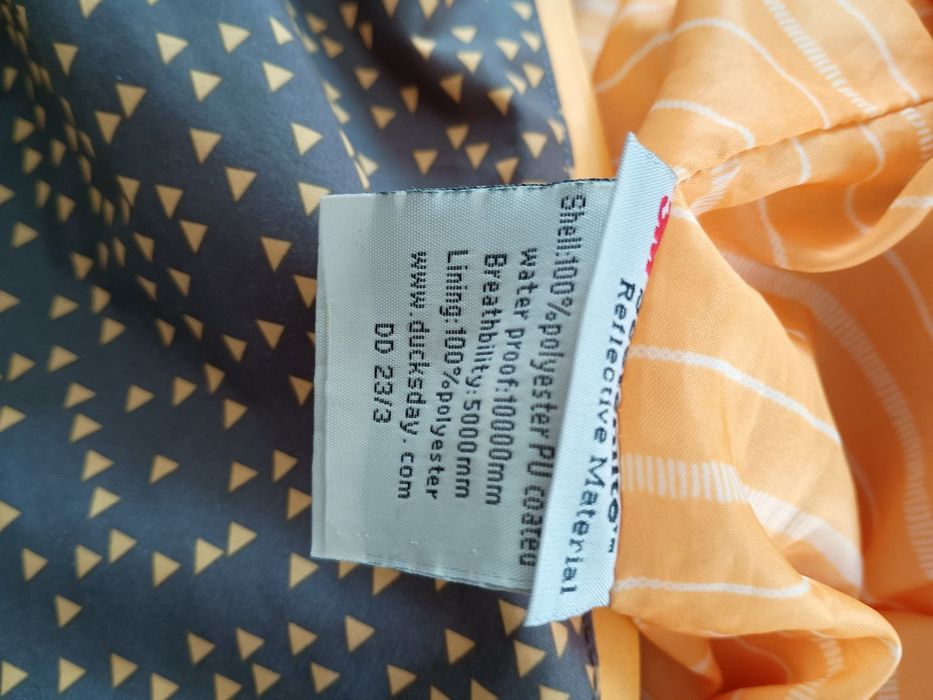 Shell:100%polyester PU coated
water proof:10000mm
Breathbility:5000mm
Lining:100%polyester
www.ducksday.com
DD 23/3
Reflective Material